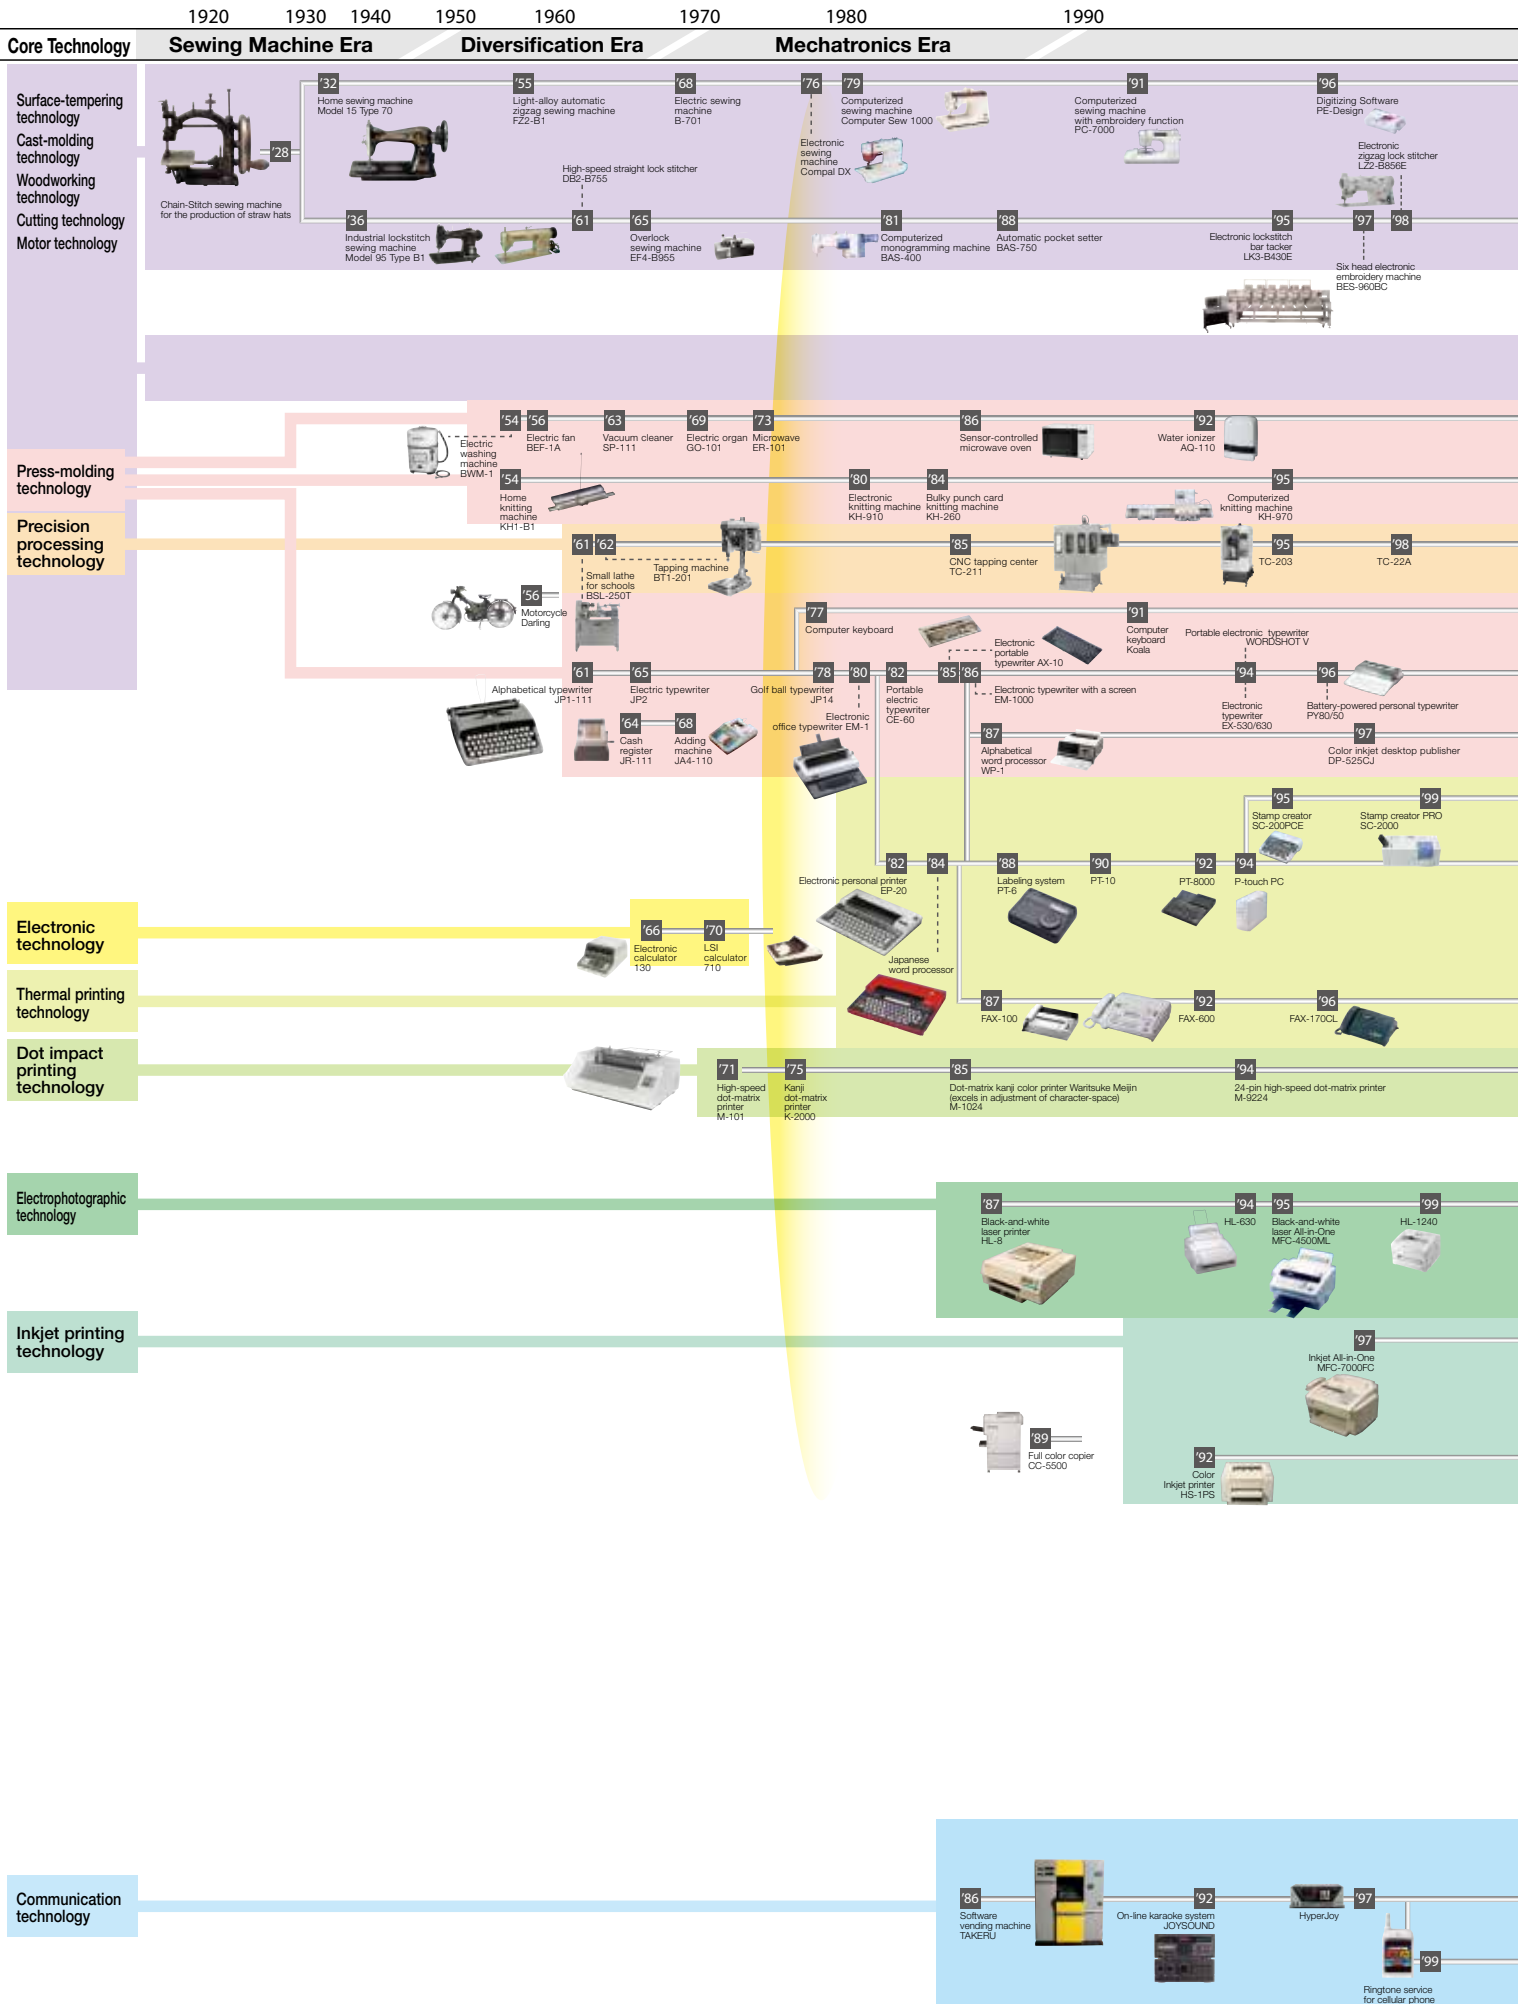 1920 1930 1940 1950 1960 1970 1980 1990
Core Technology Sewing Machine Era Diversification Era Mechatronics Era
Surface-tempering
technology
Cast-molding
technology
Woodworking
technology
Cutting technology
Motor technology
'28
Chain-Stitch sewing machine
for the production of straw hats
'32
Home sewing machine
Model 15 Type 70
'55
Light-alloy automatic
zigzag sewing machine
FZ2-B1
'68
Electric sewing
machine
B-701
'76
Electronic
sewing
machine
Compal DX
'79
Computerized
sewing machine
Computer Sew 1000
'91
Computerized
sewing machine
with embroidery function
PC-7000
'96
Digitizing Software
PE-Design
Electronic
zigzag lock stitcher
LZ2-B856E
High-speed straight lock stitcher
DB2-B755
'36
Industrial lockstitch
sewing machine
Model 95 Type B1
'61
'65
Overlock
sewing machine
EF4-B955
'81
Computerized
monogramming machine
BAS-400
'88
Automatic pocket setter
BAS-750
'95
Electronic lockstitch
bar tacker
LK3-B430E
'97
'98
Six head electronic
embroidery machine
BES-960BC
Press-molding
technology
'54
Electric
washing
machine
BWM-1
'56
Electric fan
BEF-1A
'63
Vacuum cleaner
SP-111
'69
Electric organ
GO-101
'73
Microwave
ER-101
'86
Sensor-controlled
microwave oven
'92
Water ionizer
AQ-110
'54
Home
knitting
machine
KH1-B1
'80
Electronic
knitting machine
KH-910
'84
Bulky punch card
knitting machine
KH-260
'95
Computerized
knitting machine
KH-970
Precision
processing
technology
'61
'62
Small lathe
for schools
BSL-250T
Tapping machine
BT1-201
'85
CNC tapping center
TC-211
'95
TC-203
'98
TC-22A
'56
Motorcycle
Darling
'77
Computer keyboard
'91
Computer
keyboard
Koala
Electronic
portable
typewriter AX-10
Portable electronic typewriter
WORDSHOT V
'61
Alphabetical typewriter
JP1-111
'65
Electric typewriter
JP2
'78
Golf ball typewriter
JP14
'80
Electronic
office typewriter EM-1
'82
Portable
electric
typewriter
CE-60
'85
'86
Electronic typewriter with a screen
EM-1000
'94
Electronic
typewriter
EX-530/630
'96
Battery-powered personal typewriter
PY80/50
'64
Cash
register
JR-111
'68
Adding
machine
JA4-110
'87
Alphabetical
word processor
WP-1
'97
Color inkjet desktop publisher
DP-525CJ
'95
Stamp creator
SC-200PCE
'99
Stamp creator PRO
SC-2000
'82
Electronic personal printer
EP-20
'84
Japanese
word processor
'88
Labeling system
PT-6
'90
PT-10
'92
PT-8000
'94
P-touch PC
Electronic
technology
'66
Electronic
calculator
130
'70
LSI
calculator
710
Thermal printing
technology
'87
FAX-100
'92
FAX-600
'96
FAX-170CL
Dot impact
printing
technology
'71
High-speed
dot-matrix
printer
M-101
'75
Kanji
dot-matrix
printer
K-2000
'85
Dot-matrix kanji color printer Waritsuke Meijin
(excels in adjustment of character-space)
M-1024
'94
24-pin high-speed dot-matrix printer
M-9224
Electrophotographic
technology
'87
Black-and-white
laser printer
HL-8
'94
HL-630
'95
Black-and-white
laser All-in-One
MFC-4500ML
'99
HL-1240
Inkjet printing
technology
'97
Inkjet All-in-One
MFC-7000FC
'89
Full color copier
CC-5500
'92
Color
Inkjet printer
HS-1PS
Communication
technology
'86
Software
vending machine
TAKERU
'92
On-line karaoke system
JOYSOUND
HyperJoy
'97
'99
Ringtone service
for cellular phone